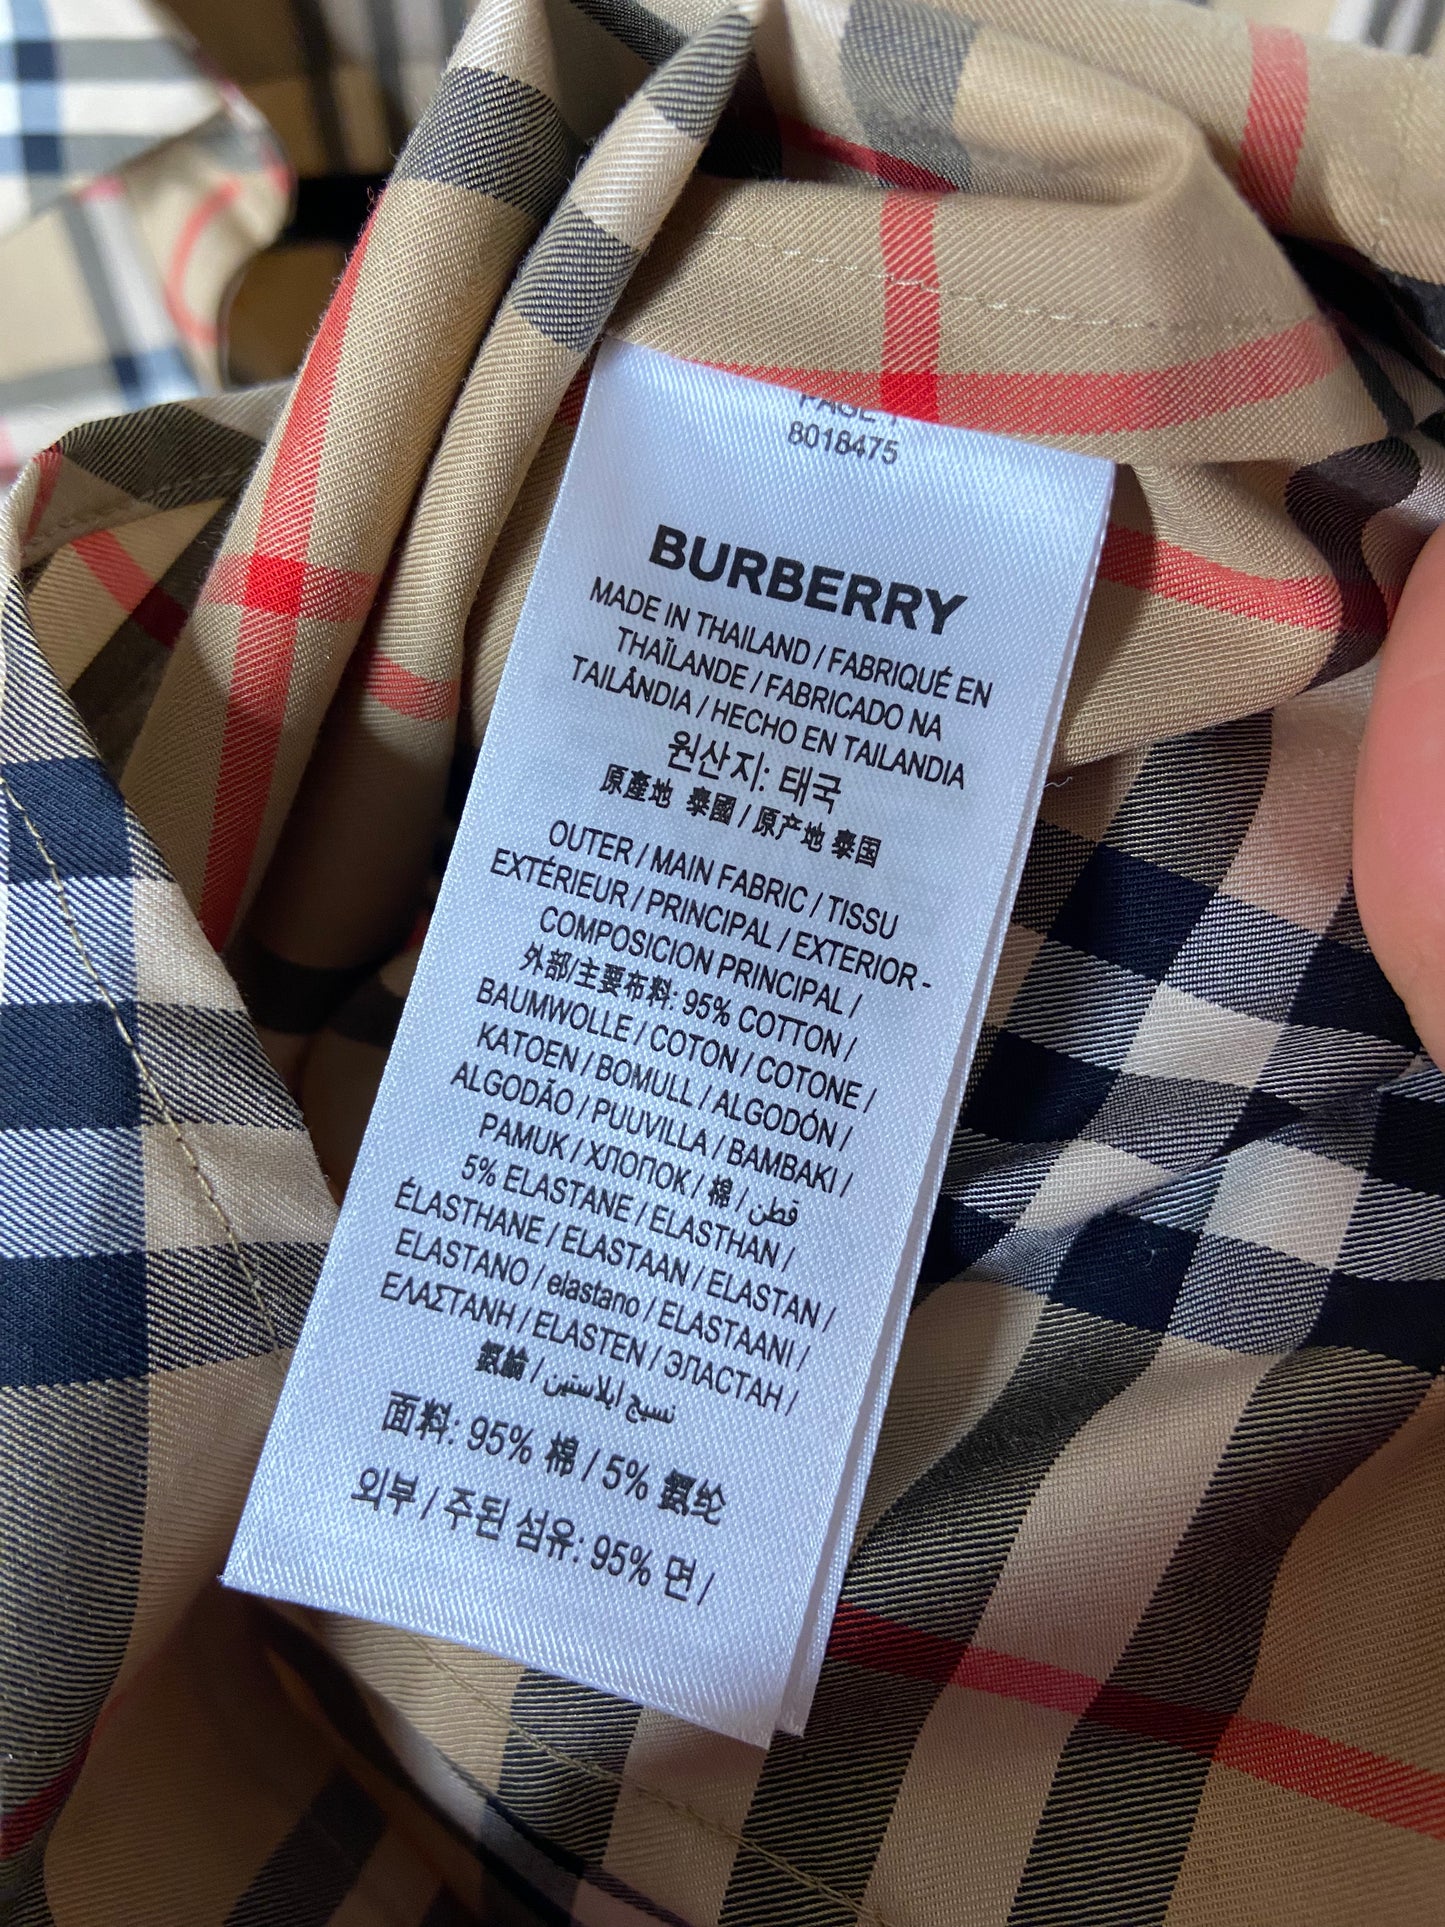 PAGE 1
8018475
BURBERRY
MADE IN THAILAND / FABRIQUÉ EN
THAÏLANDE / FABRICADO NA
TAILÂNDIA / HECHO EN TAILANDIA
원산지: 태국
原產地 泰國 / 原产地 泰国
OUTER / MAIN FABRIC / TISSU
EXTÉRIEUR / PRINCIPAL / EXTERIOR -
COMPOSICION PRINCIPAL /
外部/主要布料: 95% COTTON /
BAUMWOLLE / COTON / COTONE /
KATOEN / BOMULL / ALGODÓN /
ALGODÃO / PUUVILLA / BAMBAKI /
PAMUK / ХЛОПОК / 棉 / قطن
5% ELASTANE / ELASTHAN /
ÉLASTHANE / ELASTAAN / ELASTAN /
ELASTANO / elastano / ELASTAANI /
ΕΛΑΣΤΑΝΗ / ELASTEN / ЭЛАСТАН /
氨綸 / نسيج إيلاستين
面料: 95% 棉 / 5% 氨纶
외부 / 주된 섬유: 95% 면 /